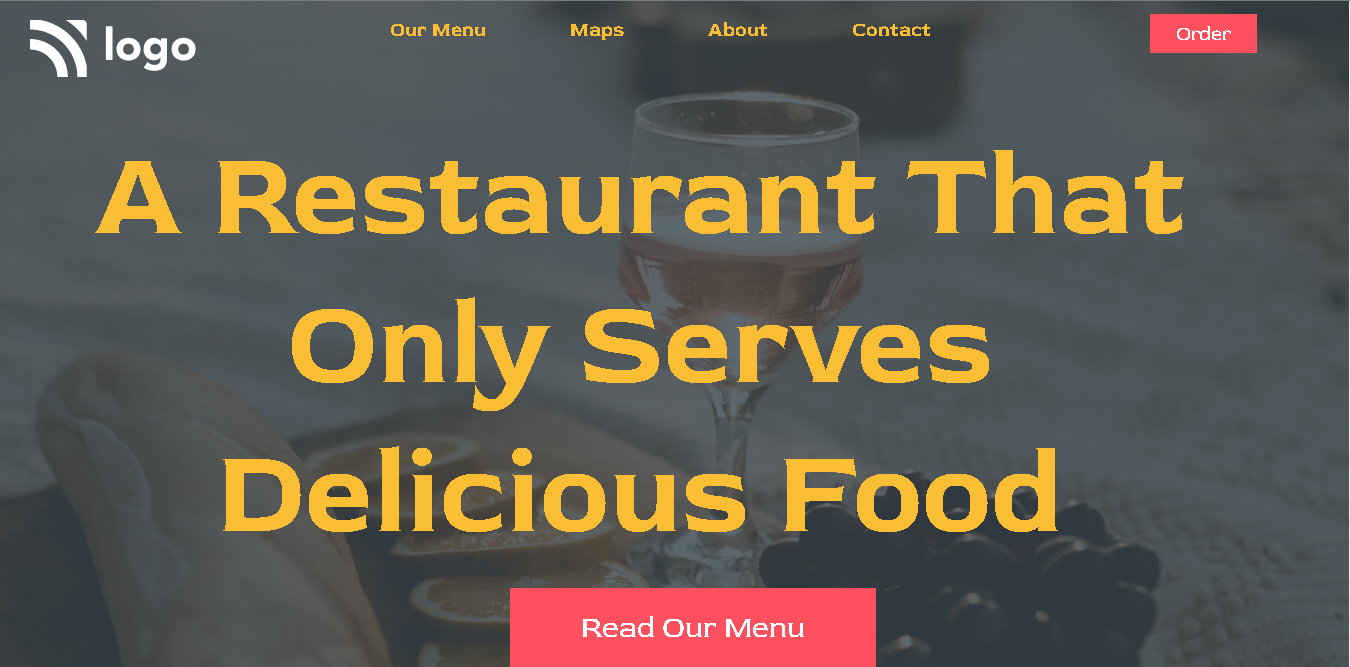 logo
Our Menu
Maps
About
Contact
Order
A Restaurant That
Only Serves
Delicious Food
Read Our Menu